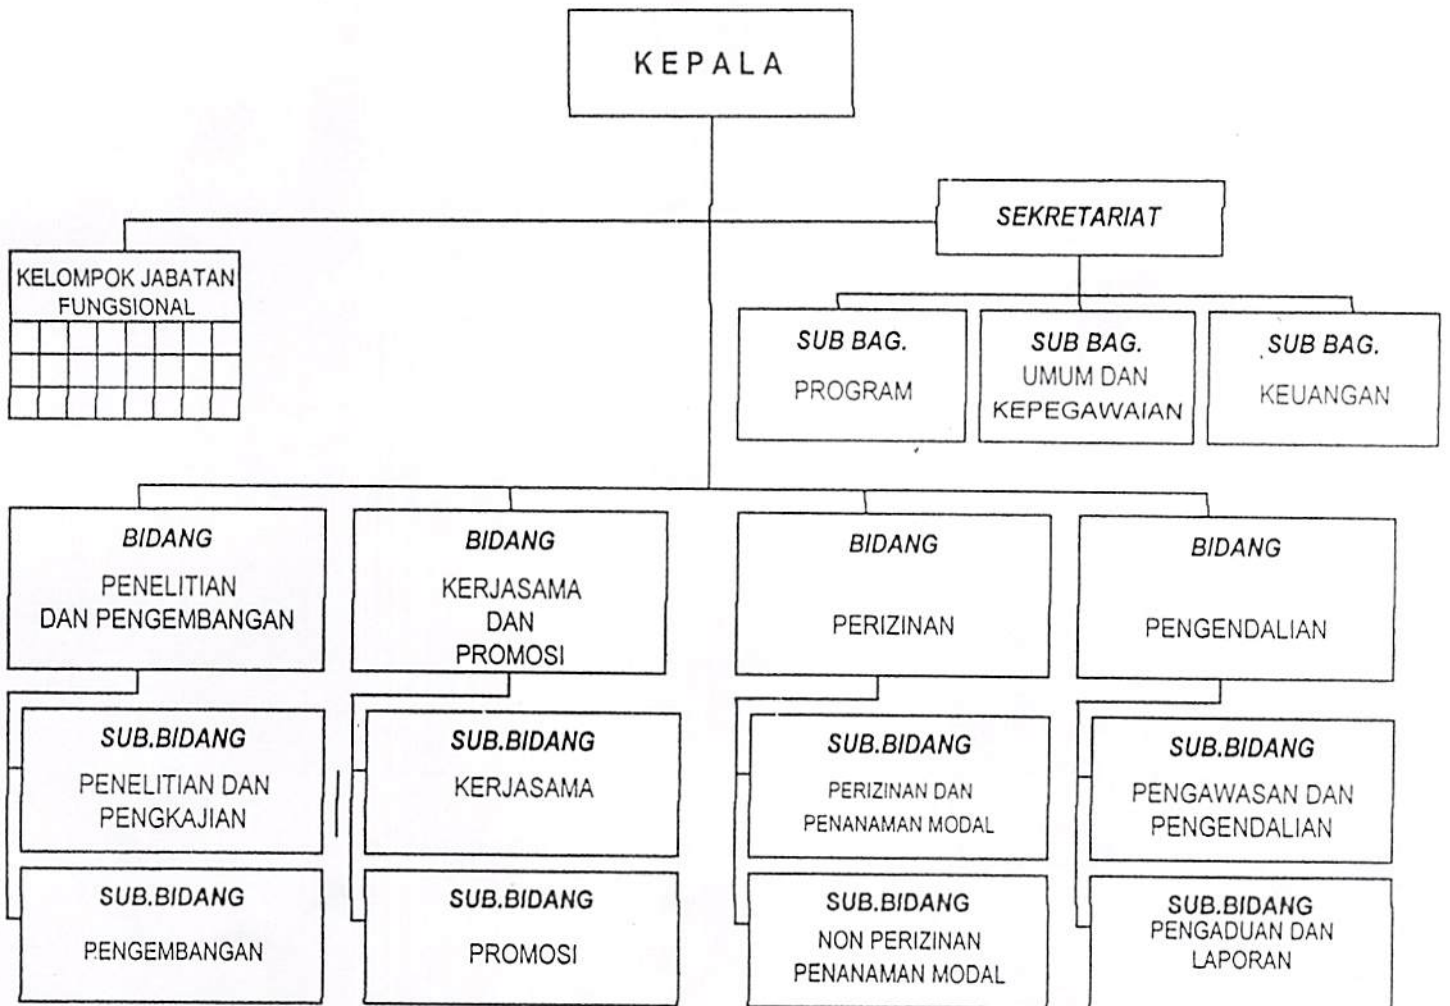 KEPALA
SEKRETARIAT
KELOMPOK JABATAN
FUNGSIONAL
SUB BAG.
PROGRAM
SUB BAG.
UMUM DAN
KEPEGAWAIAN
SUB BAG.
KEUANGAN
BIDANG
PENELITIAN
DAN PENGEMBANGAN
BIDANG
KERJASAMA
DAN
PROMOSI
BIDANG
PERIZINAN
BIDANG
PENGENDALIAN
SUB.BIDANG
PENELITIAN DAN
PENGKAJIAN
SUB.BIDANG
KERJASAMA
SUB.BIDANG
PERIZINAN DAN
PENANAMAN MODAL
SUB.BIDANG
PENGAWASAN DAN
PENGENDALIAN
SUB.BIDANG
PENGEMBANGAN
SUB.BIDANG
PROMOSI
SUB.BIDANG
NON PERIZINAN
PENANAMAN MODAL
SUB.BIDANG
PENGADUAN DAN
LAPORAN